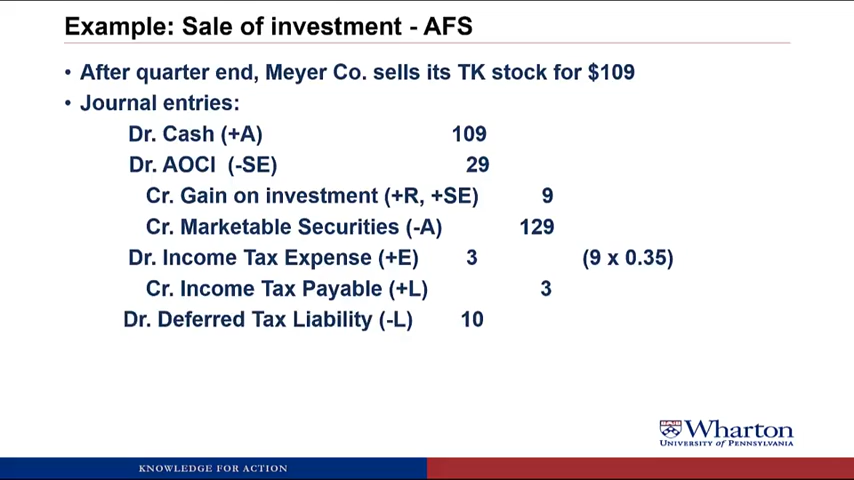 Example: Sale of investment - AFS
• After quarter end, Meyer Co. sells its TK stock for $109
• Journal entries:
Dr. Cash (+A) 109
Dr. AOCI (-SE) 29
Cr. Gain on investment (+R, +SE) 9
Cr. Marketable Securities (-A) 129
Dr. Income Tax Expense (+E) 3 (9 x 0.35)
Cr. Income Tax Payable (+L) 3
Dr. Deferred Tax Liability (-L) 10
Wharton
UNIVERSITY OF PENNSYLVANIA
KNOWLEDGE FOR ACTION